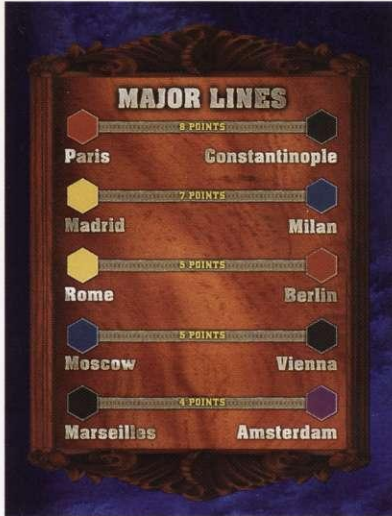 MAJOR LINES
8 POINTS
Paris Constantinople
7 POINTS
Madrid Milan
5 POINTS
Rome Berlin
5 POINTS
Moscow Vienna
4 POINTS
Marseilles Amsterdam